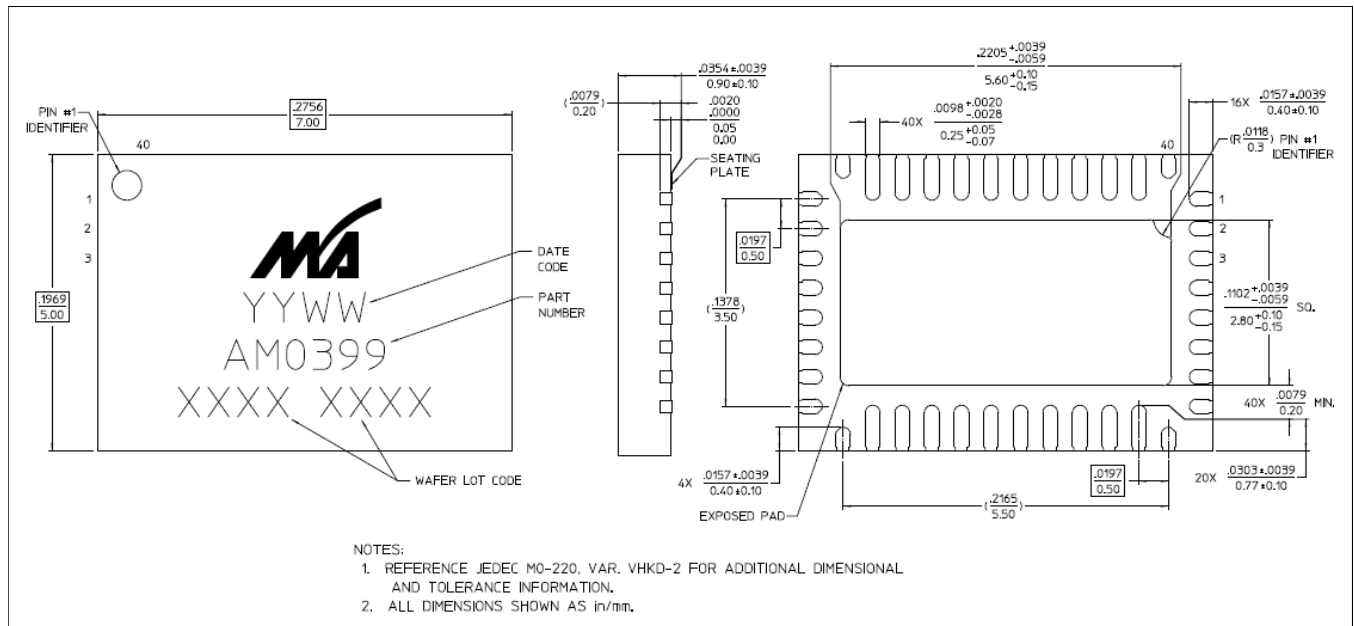 PIN #1
IDENTIFIER
.2756
7.00
40
1
2
3
.1969
5.00
MA
YYWW
AM0399
XXXX XXXX
DATE
CODE
PART
NUMBER
WAFER LOT CODE
.0354±.0039
0.90±0.10
(.0079
0.20)
.0020
.0000
0.05
0.00
SEATING
PLATE
.2205+.0039
-.0059
5.60+0.10
-0.15
40X .0098+.0020
-.0028
0.25+0.05
-0.07
16X .0157±.0039
0.40±0.10
40
(R.0118
0.3) PIN #1
IDENTIFIER
1
2
3
.0197
0.50
(.1378
3.50)
.1102+.0039
-.0059 SQ.
2.80+0.10
-0.15
40X .0079 MIN.
0.20
4X .0157±.0039
0.40±0.10
.0197
0.50
20X .0303±.0039
0.77±0.10
(.2165
5.50)
EXPOSED PAD
NOTES:
1. REFERENCE JEDEC MO-220, VAR. VHKD-2 FOR ADDITIONAL DIMENSIONAL
AND TOLERANCE INFORMATION.
2. ALL DIMENSIONS SHOWN AS in/mm.